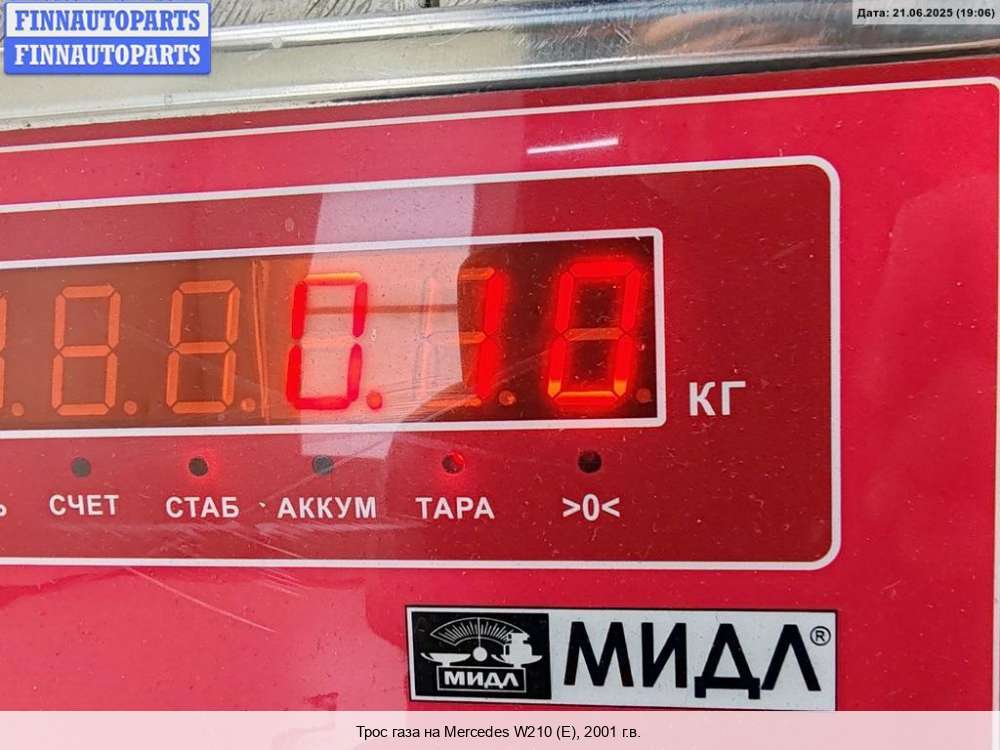 FINNAUTOPARTS
FINNAUTOPARTS
Дата: 21.06.2025 (19:06)
0.10
КГ
СЧЕТ СТАБ АККУМ ТАРА >0<
МИДЛ МИДЛ®
Трос газа на Mercedes W210 (E), 2001 г.в.